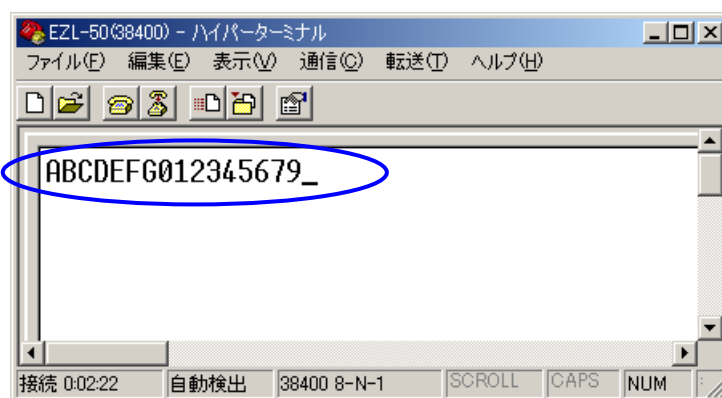 EZL-50(38400) - ハイパーターミナル
ファイル(F) 編集(E) 表示(V) 通信(C) 転送(T) ヘルプ(H)
ABCDEFG012345679_
接続 0:02:22 自動検出 38400 8-N-1 SCROLL CAPS NUM